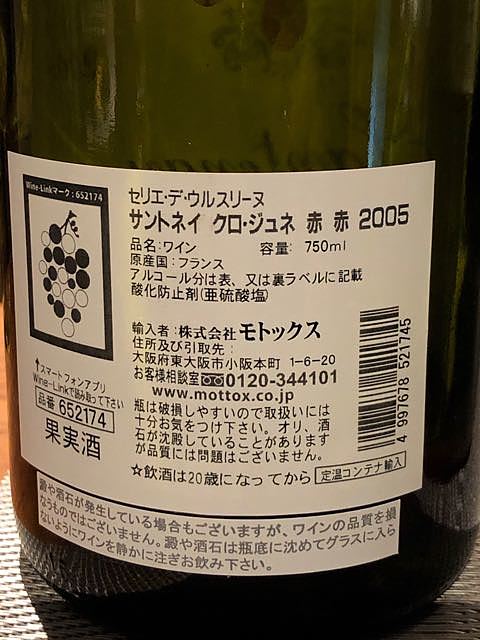 Wine-Linkマーク:652174
セリエ・デ・ウルスリーヌ
サントネイ クロ・ジュネ 赤 赤 2005
品名:ワイン 容量: 750ml
原産国:フランス
アルコール分は表、又は裏ラベルに記載
酸化防止剤(亜硫酸塩)
輸入者:株式会社モトックス
住所及び引取先:
大阪府東大阪市小阪本町 1-6-20
お客様相談室 0120-344101
www.mottox.co.jp
↑スマートフォンアプリ
Wine-Linkで読み取って下さい
品番 652174
果実酒
瓶は破損しやすいので取扱いには
十分お気をつけ下さい。オリ、酒
石が沈殿していることがあります
が品質には問題はございません。
☆飲酒は20歳になってから 定温コンテナ輸入
4 997678 521745
澱や酒石が発生している場合もございますが、ワインの品質を損
なうものではございません。澱や酒石は瓶底に沈めてグラスに入ら
ないようにワインを静かに注ぎお飲み下さい。